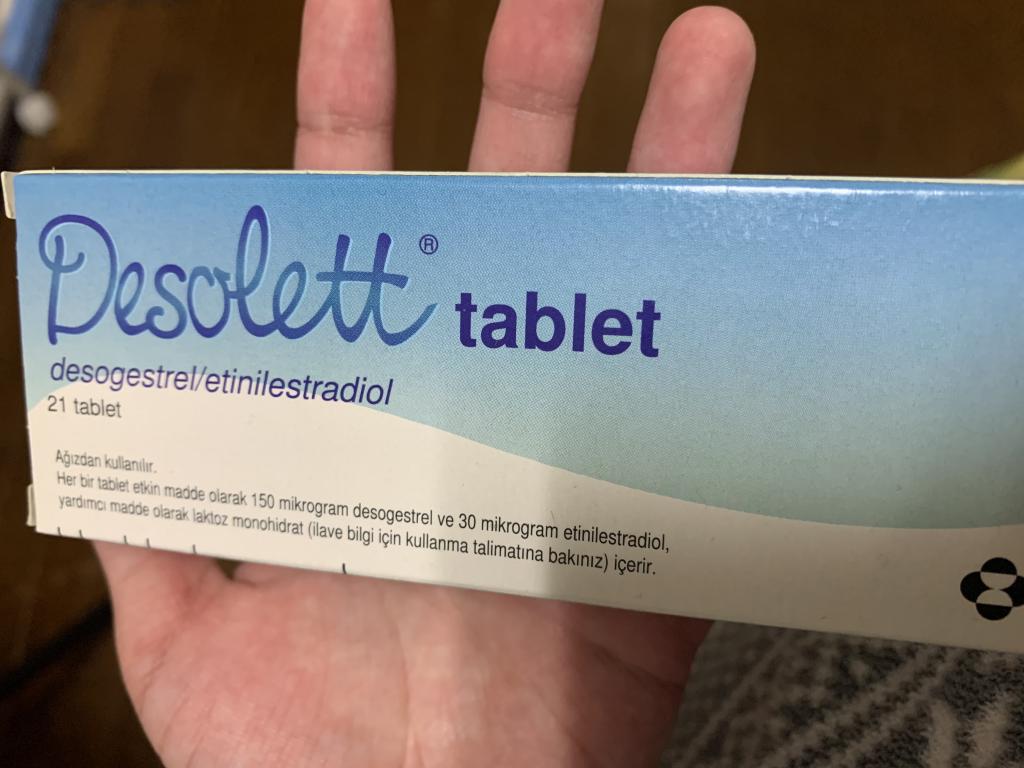 Desolett® tablet
desogestrel/etinilestradiol
21 tablet
Ağızdan kullanılır.
Her bir tablet etkin madde olarak 150 mikrogram desogestrel ve 30 mikrogram etinilestradiol,
yardımcı madde olarak laktoz monohidrat (ilave bilgi için kullanma talimatına bakınız) içerir.